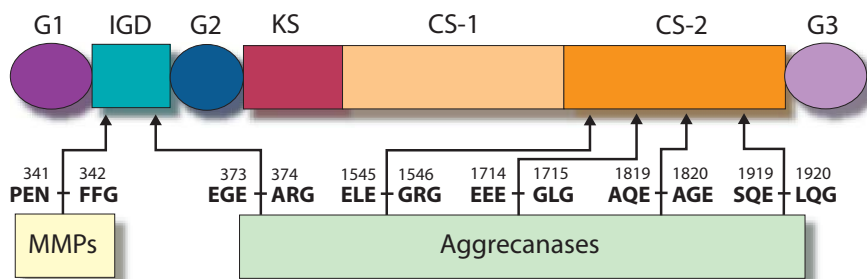 G1 IGD G2 KS CS-1 CS-2 G3
341 342 373 374 1545 1546 1714 1715 1819 1820 1919 1920
PEN FFG EGE ARG ELE GRG EEE GLG AQE AGE SQE LQG
MMPs Aggrecanases